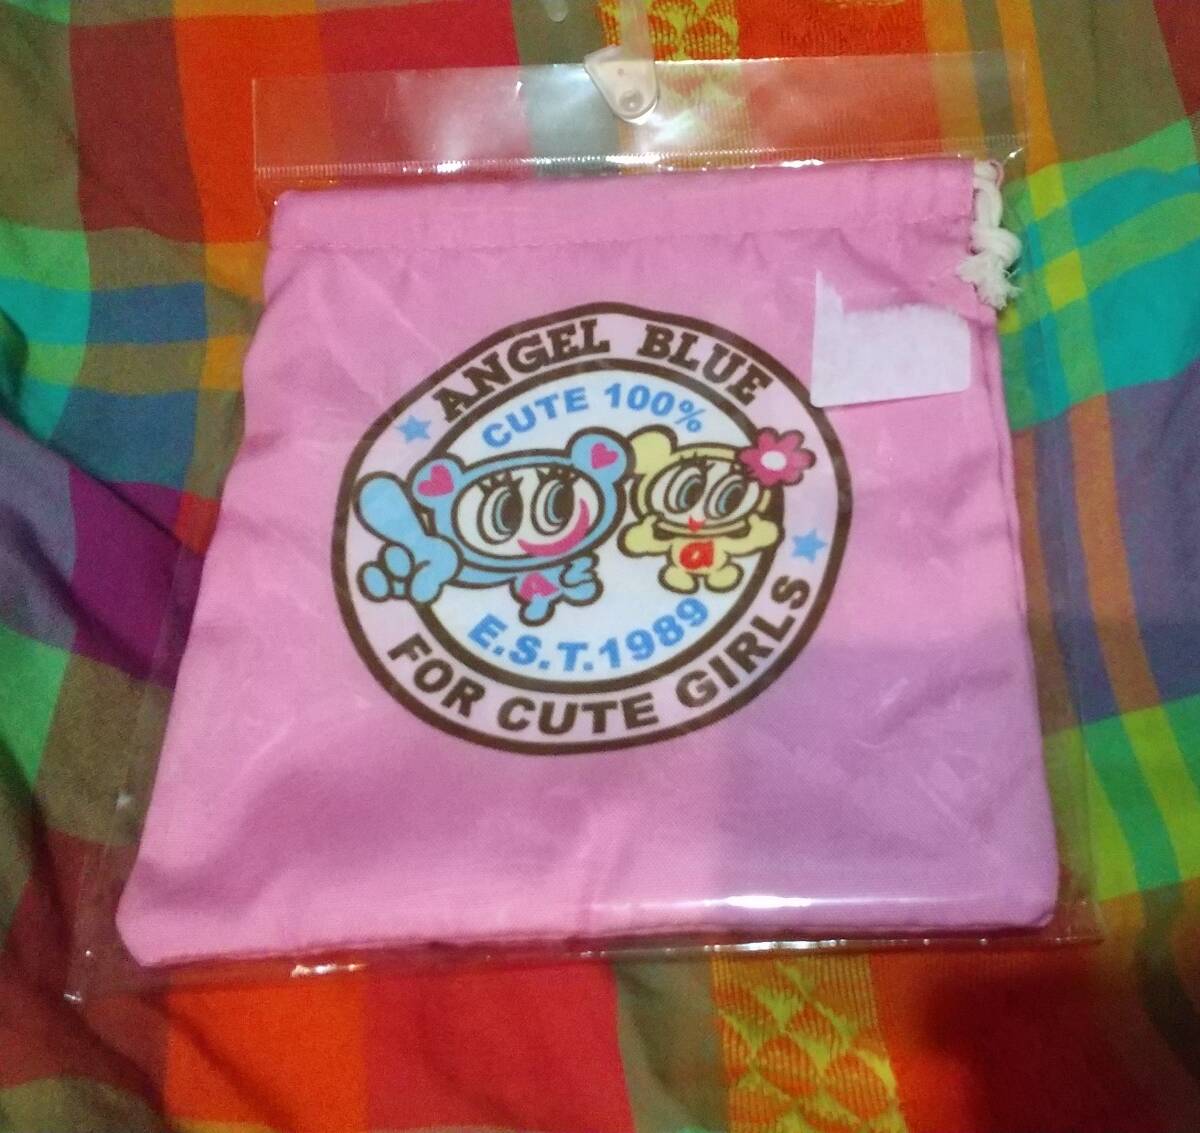 ANGEL BLUE
CUTE 100%
a
E.S.T.1989
FOR CUTE GIRLS